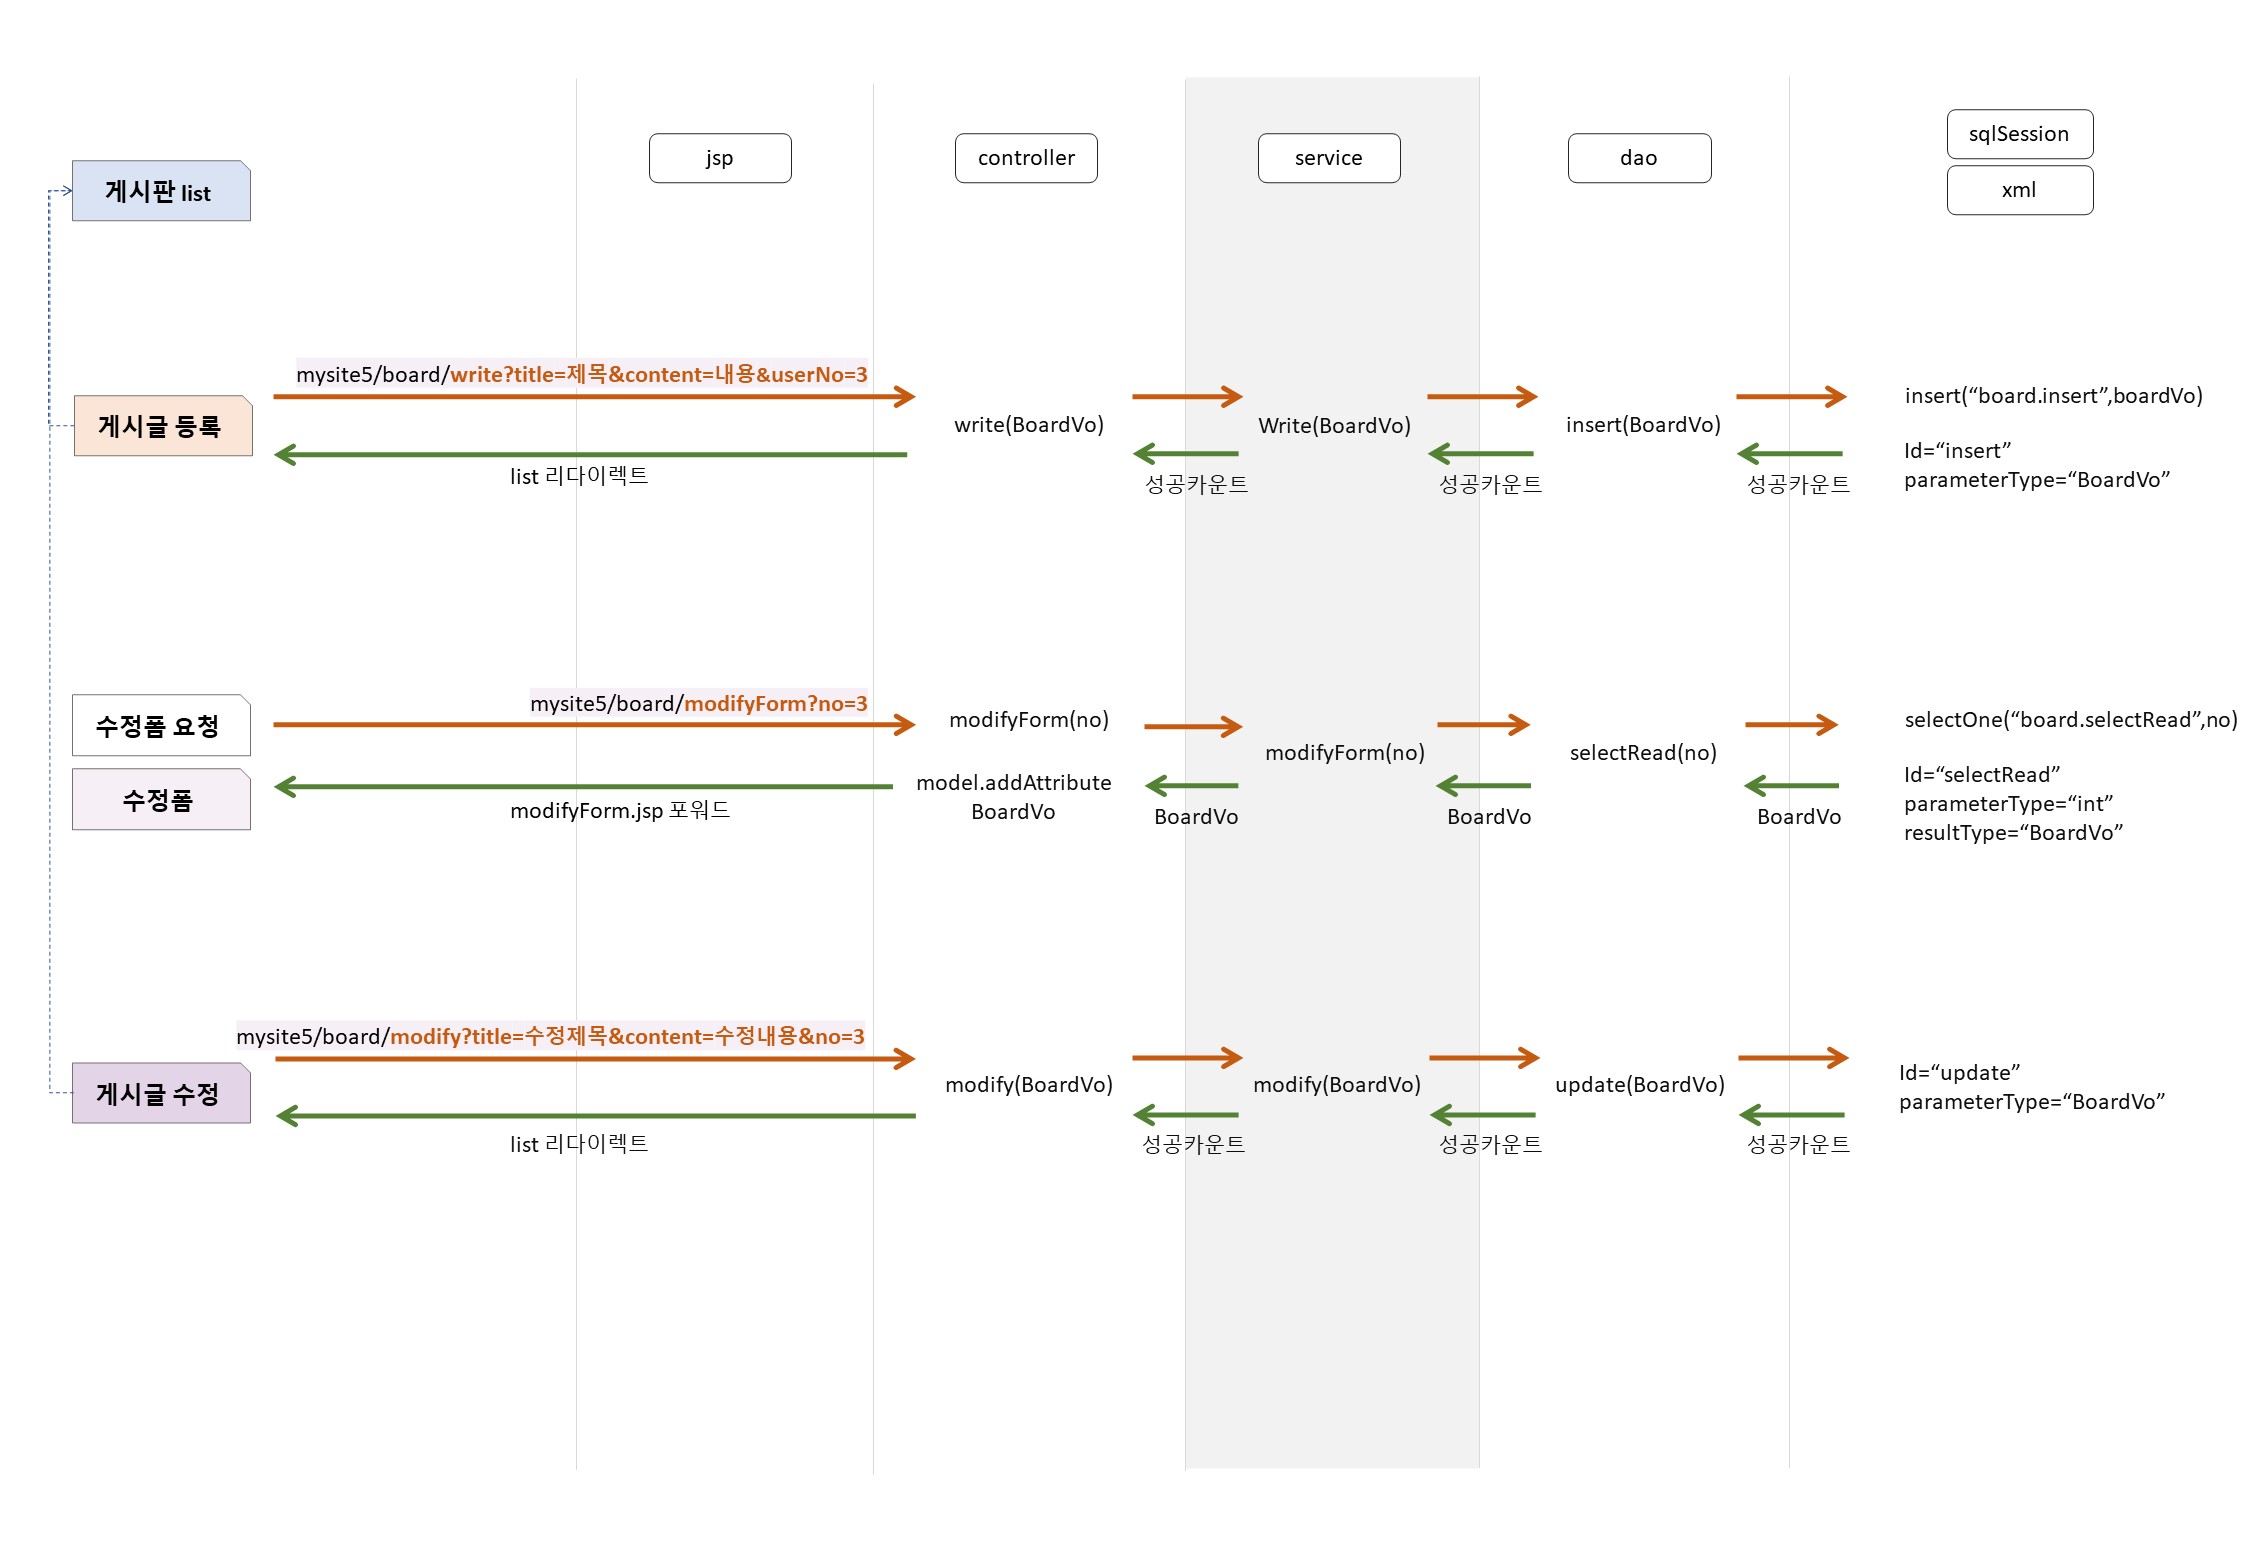 jsp
controller
service
dao
sqlSession
xml
게시판 list
mysite5/board/write?title=제목&content=내용&userNo=3
게시글 등록
write(BoardVo)
Write(BoardVo)
insert(BoardVo)
insert(“board.insert”,boardVo)
list 리다이렉트
성공카운트
성공카운트
성공카운트
Id=“insert”
parameterType=“BoardVo”
수정폼 요청
mysite5/board/modifyForm?no=3
modifyForm(no)
modifyForm(no)
selectRead(no)
selectOne(“board.selectRead”,no)
수정폼
modifyForm.jsp 포워드
model.addAttribute
BoardVo
BoardVo
BoardVo
BoardVo
Id=“selectRead”
parameterType=“int”
resultType=“BoardVo”
mysite5/board/modify?title=수정제목&content=수정내용&no=3
게시글 수정
modify(BoardVo)
modify(BoardVo)
update(BoardVo)
Id=“update”
parameterType=“BoardVo”
list 리다이렉트
성공카운트
성공카운트
성공카운트